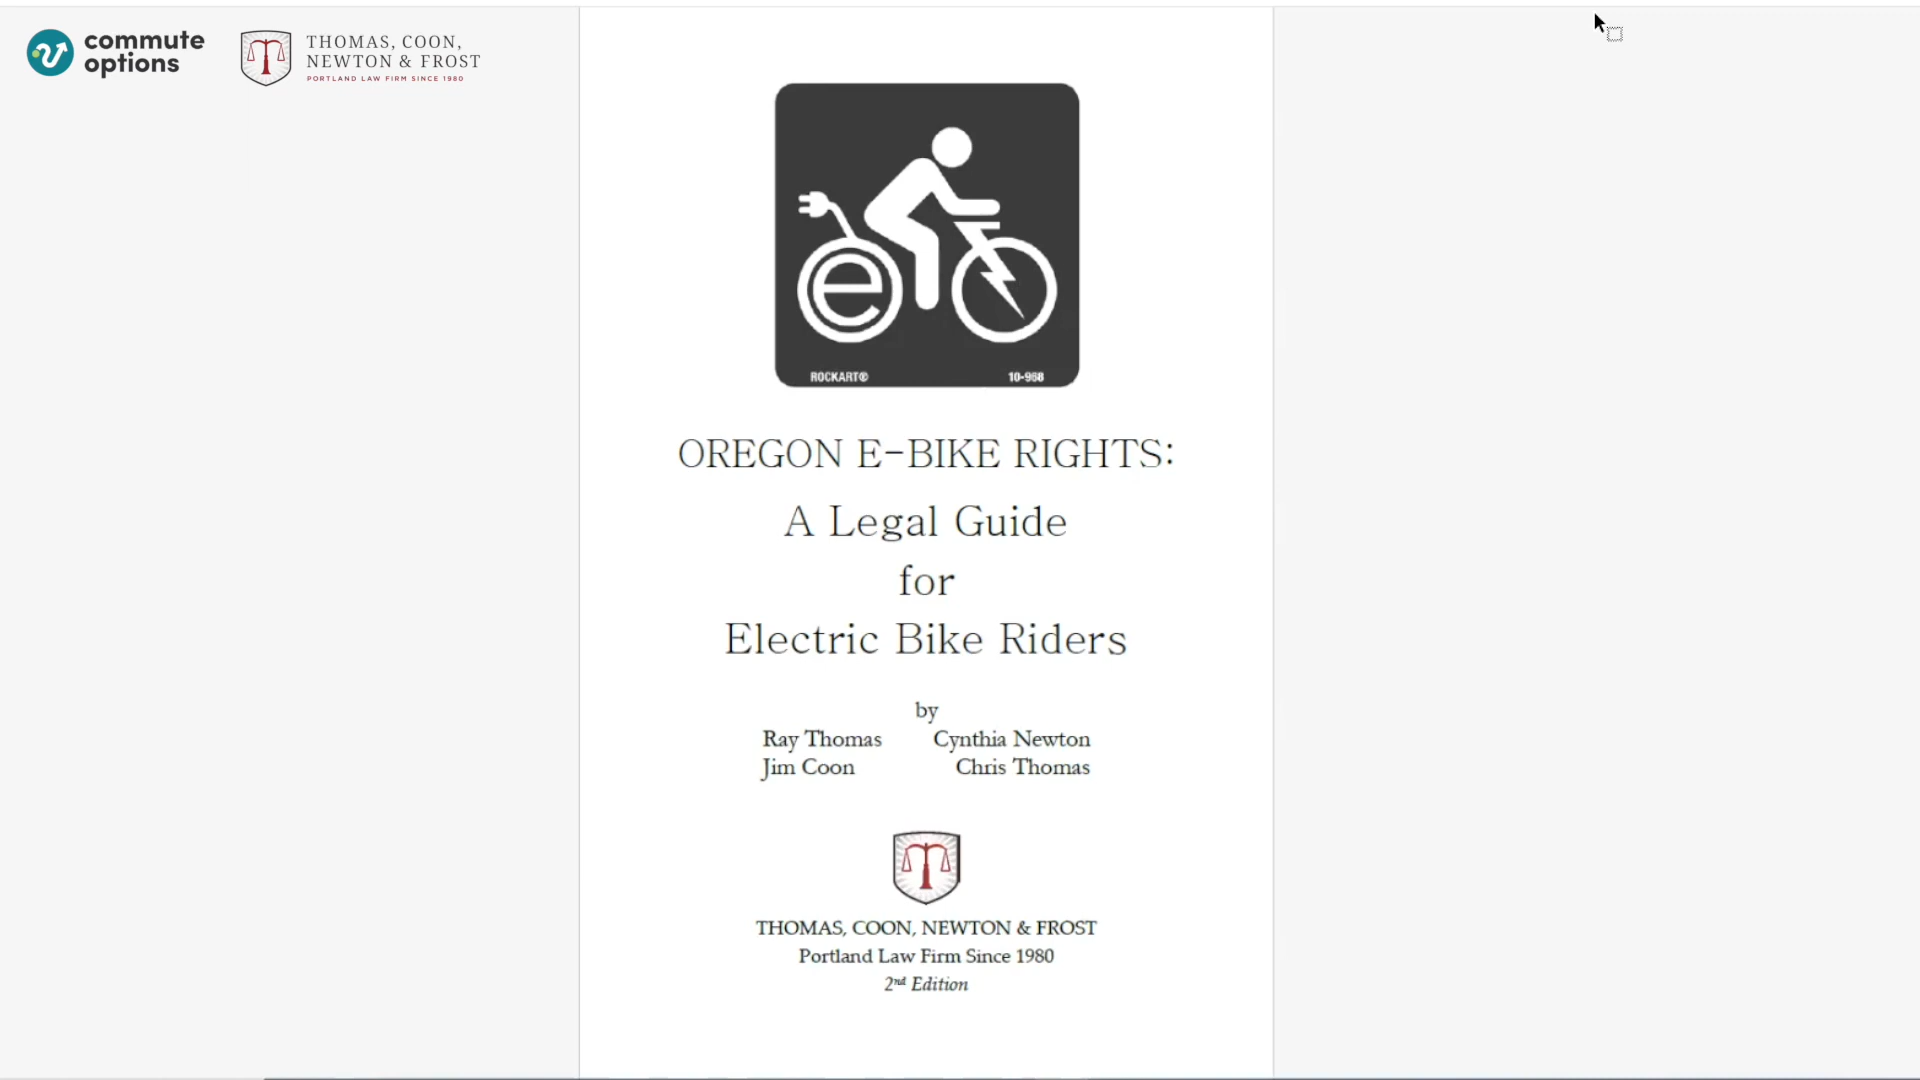 commute
options
THOMAS, COON,
NEWTON & FROST
PORTLAND LAW FIRM SINCE 1980
e
ROCKART® 10-968
OREGON E-BIKE RIGHTS:
A Legal Guide
for
Electric Bike Riders
by
Ray Thomas Cynthia Newton
Jim Coon Chris Thomas
THOMAS, COON, NEWTON & FROST
Portland Law Firm Since 1980
2nd Edition